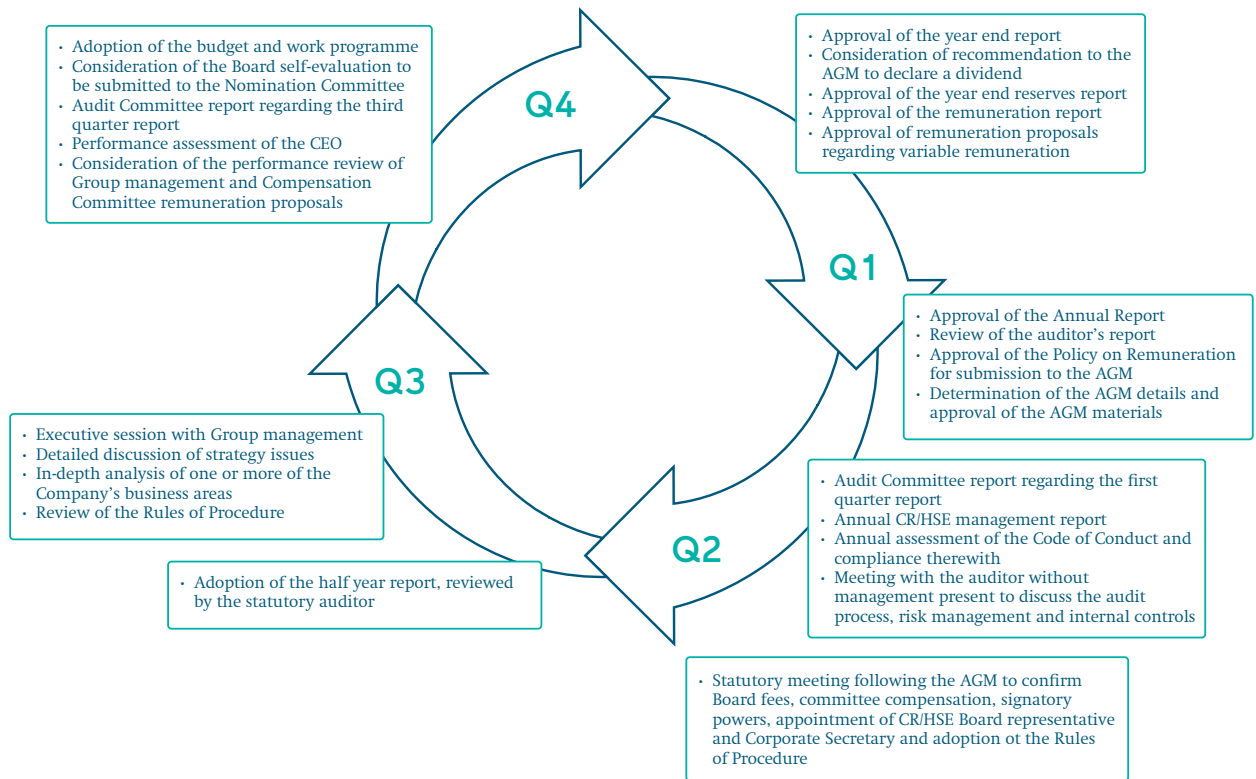 · Adoption of the budget and work programme
· Consideration of the Board self-evaluation to
be submitted to the Nomination Committee
· Audit Committee report regarding the third
quarter report
· Performance assessment of the CEO
· Consideration of the performance review of
Group management and Compensation
Committee remuneration proposals
Q4
· Approval of the year end report
· Consideration of recommendation to the
AGM to declare a dividend
· Approval of the year end reserves report
· Approval of the remuneration report
· Approval of remuneration proposals
regarding variable remuneration
Q1
· Approval of the Annual Report
· Review of the auditor's report
· Approval of the Policy on Remuneration
for submission to the AGM
· Determination of the AGM details and
approval of the AGM materials
Q3
· Executive session with Group management
· Detailed discussion of strategy issues
· In-depth analysis of one or more of the
Company's business areas
· Review of the Rules of Procedure
· Audit Committee report regarding the first
quarter report
· Annual CR/HSE management report
· Annual assessment of the Code of Conduct and
compliance therewith
· Meeting with the auditor without
management present to discuss the audit
process, risk management and internal controls
Q2
· Adoption of the half year report, reviewed
by the statutory auditor
· Statutory meeting following the AGM to confirm
Board fees, committee compensation, signatory
powers, appointment of CR/HSE Board representative
and Corporate Secretary and adoption ot the Rules
of Procedure